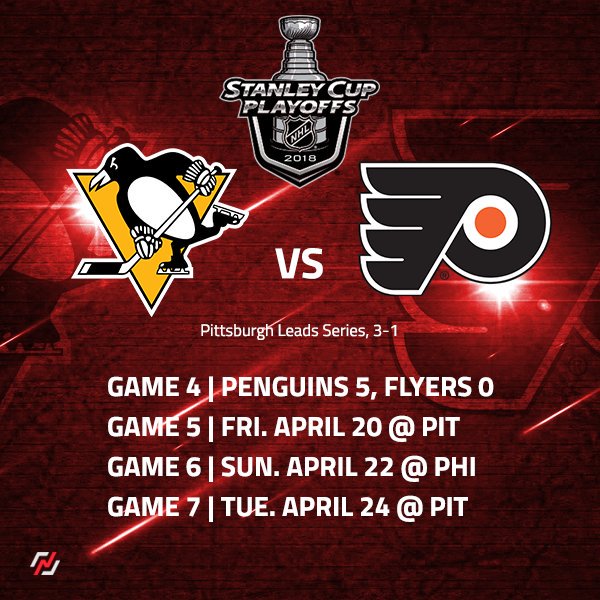 STANLEY CUP
PLAYOFFS
NHL
2018
VS
Pittsburgh Leads Series, 3-1
GAME 4 | PENGUINS 5, FLYERS 0
GAME 5 | FRI. APRIL 20 @ PIT
GAME 6 | SUN. APRIL 22 @ PHI
GAME 7 | TUE. APRIL 24 @ PIT